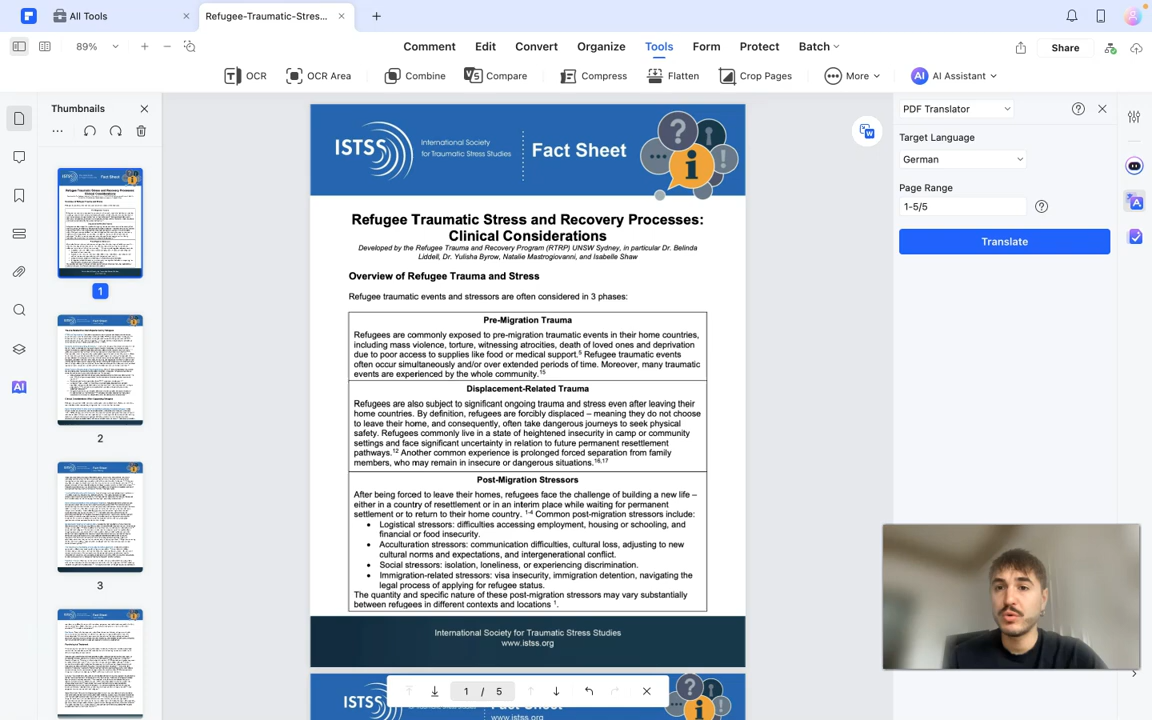 All Tools
Refugee-Traumatic-Stres...
89%
Comment Edit Convert Organize Tools Form Protect Batch
Share
OCR OCR Area Combine Compare Compress Flatten Crop Pages More AI Assistant
Thumbnails
1
2
3
ISTSS International Society for Traumatic Stress Studies
Fact Sheet
Refugee Traumatic Stress and Recovery Processes:
Clinical Considerations
Developed by the Refugee Trauma and Recovery Program (RTRP) UNSW Sydney, in particular Dr. Belinda
Liddell, Dr. Yulisha Byrow, Natalie Mastrogiovanni, and Isabelle Shaw
Overview of Refugee Trauma and Stress
Refugee traumatic events and stressors are often considered in 3 phases:
Pre-Migration Trauma
Refugees are commonly exposed to pre-migration traumatic events in their home countries,
including mass violence, torture, witnessing atrocities, death of loved ones and deprivation
due to poor access to supplies like food or medical support.⁵ Refugee traumatic events
often occur simultaneously and/or over extended periods of time. Moreover, many traumatic
events are experienced by the whole community.¹⁵
Displacement-Related Trauma
Refugees are also subject to significant ongoing trauma and stress even after leaving their
home countries. By definition, refugees are forcibly displaced – meaning they do not choose
to leave their home, and consequently, often take dangerous journeys to seek physical
safety. Refugees commonly live in a state of heightened insecurity in camp or community
settings and face significant uncertainty in relation to future permanent resettlement
pathways.¹² Another common experience is prolonged forced separation from family
members, who may remain in insecure or dangerous situations.¹⁶,¹⁷
Post-Migration Stressors
After being forced to leave their homes, refugees face the challenge of building a new life –
either in a country of resettlement or in an interim place while waiting for permanent
settlement or to return to their home country. ¹⁻⁴ Common post-migration stressors include:
• Logistical stressors: difficulties accessing employment, housing or schooling, and
financial or food insecurity.
• Acculturation stressors: communication difficulties, cultural loss, adjusting to new
cultural norms and expectations, and intergenerational conflict.
• Social stressors: isolation, loneliness, or experiencing discrimination.
• Immigration-related stressors: visa insecurity, immigration detention, navigating the
legal process of applying for refugee status.
The quantity and specific nature of these post-migration stressors may vary substantially
between refugees in different contexts and locations ¹.
International Society for Traumatic Stress Studies
www.istss.org
1 / 5
PDF Translator
Target Language
German
Page Range
1-5/5
Translate